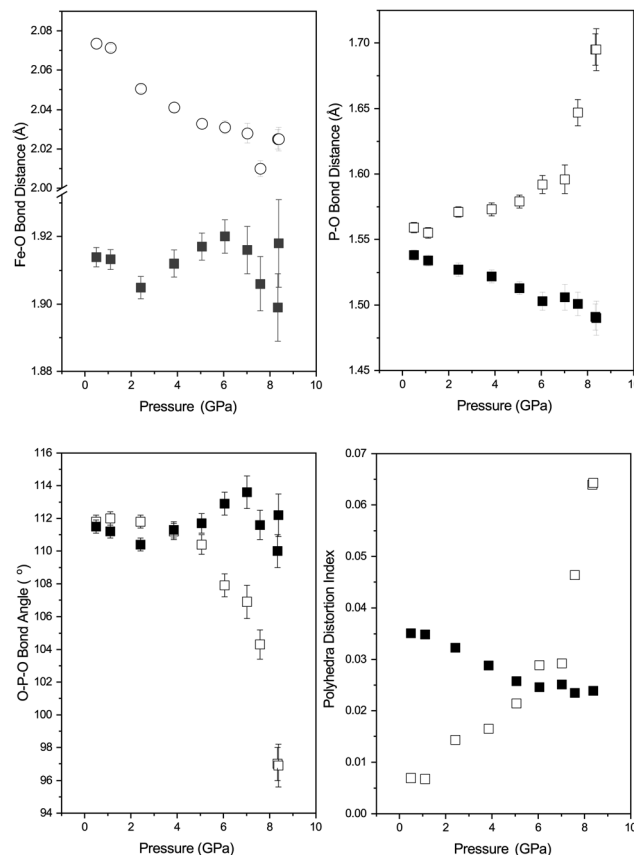 2.08
2.06
2.04
2.02
2.00
1.92
1.90
1.88
Fe-O Bond Distance (Å)
0 2 4 6 8 10
Pressure (GPa)
1.70
1.65
1.60
1.55
1.50
1.45
P-O Bond Distance (Å)
0 2 4 6 8 10
Pressure (GPa)
116
114
112
110
108
106
104
102
100
98
96
94
O-P-O Bond Angle (°)
0 2 4 6 8 10
Pressure (GPa)
0.07
0.06
0.05
0.04
0.03
0.02
0.01
0.00
Polyhedra Distortion Index
0 2 4 6 8 10
Pressure (GPa)